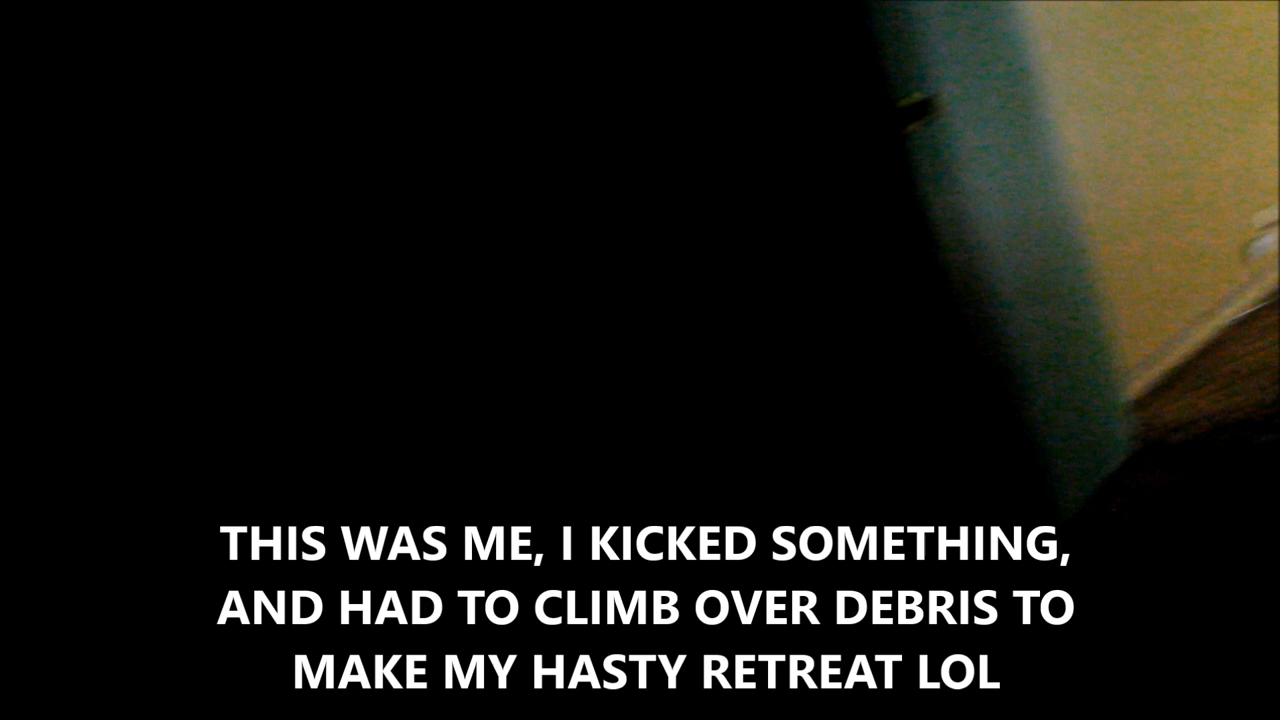 THIS WAS ME, I KICKED SOMETHING,
AND HAD TO CLIMB OVER DEBRIS TO
MAKE MY HASTY RETREAT LOL